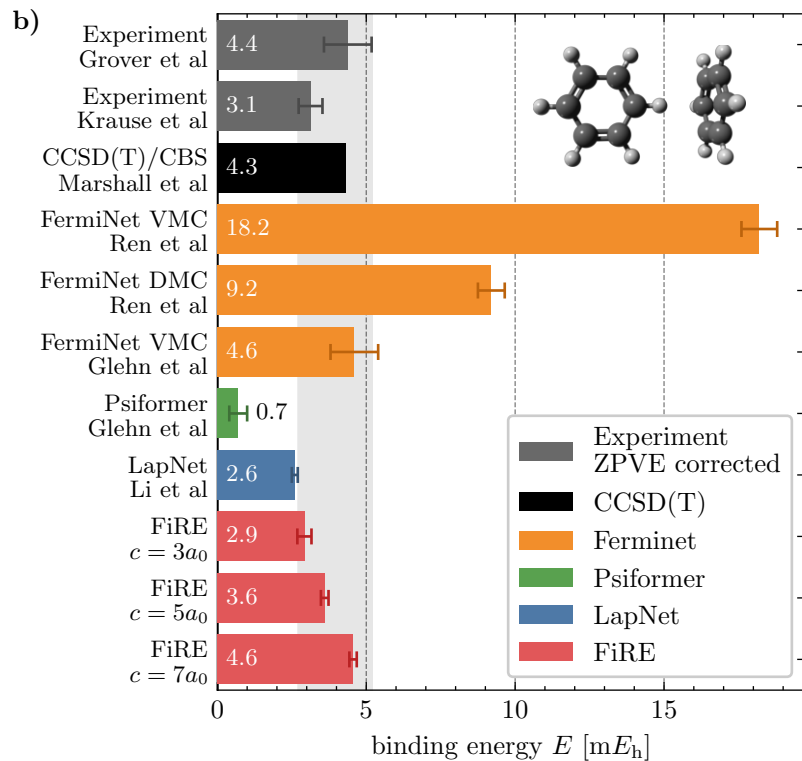 b)
Experiment
Grover et al
4.4
Experiment
Krause et al
3.1
CCSD(T)/CBS
Marshall et al
4.3
FermiNet VMC
Ren et al
18.2
FermiNet DMC
Ren et al
9.2
FermiNet VMC
Glehn et al
4.6
Psiformer
Glehn et al
0.7
LapNet
Li et al
2.6
FiRE
c = 3a₀
2.9
FiRE
c = 5a₀
3.6
FiRE
c = 7a₀
4.6
Experiment
ZPVE corrected
CCSD(T)
Ferminet
Psiformer
LapNet
FiRE
0 5 10 15
binding energy E [mEₕ]